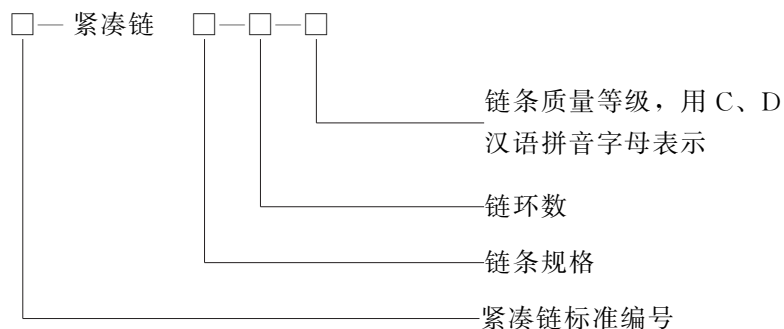 □— 紧凑链 □—□—□
链条质量等级，用 C、D
汉语拼音字母表示
链环数
链条规格
紧凑链标准编号